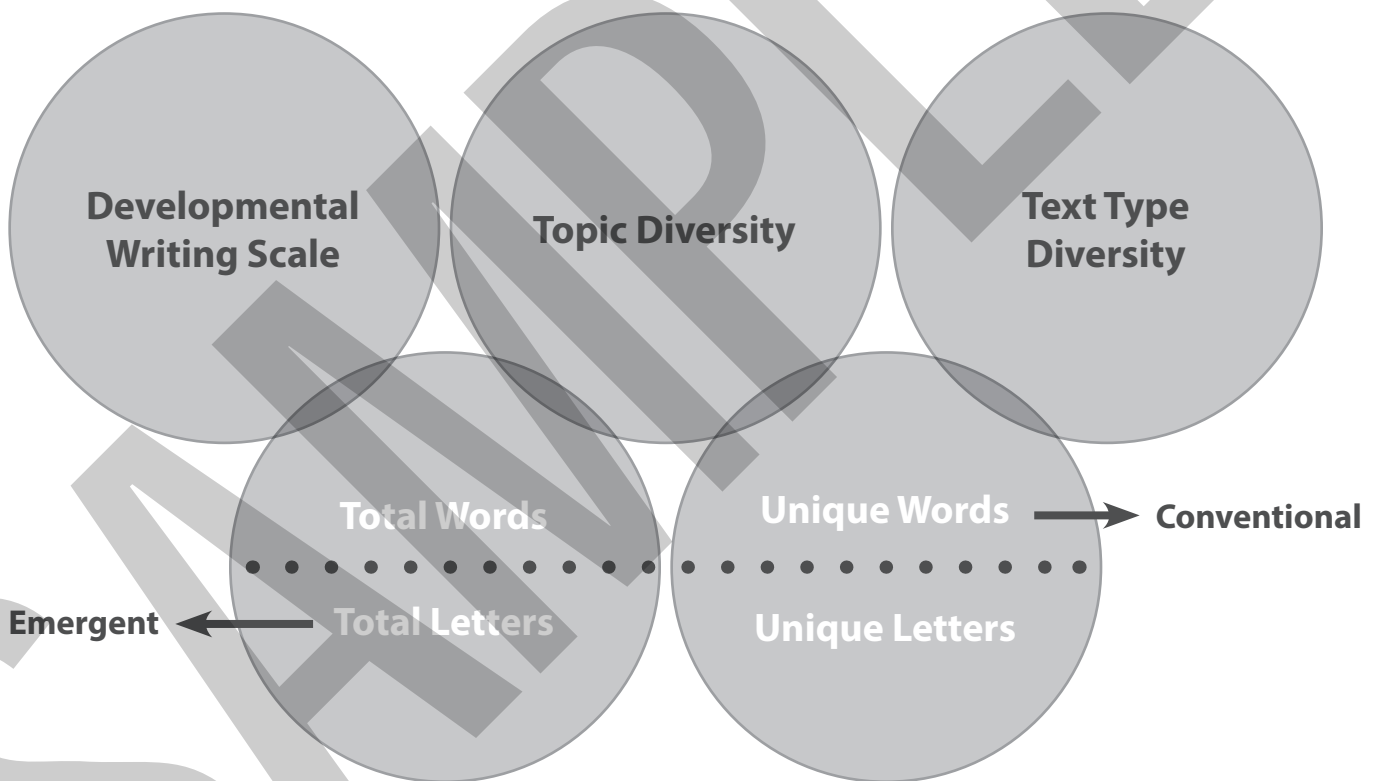 Developmental
Writing Scale
Topic Diversity
Text Type
Diversity
Total Words
Unique Words
Conventional
Emergent
Total Letters
Unique Letters
SAMPLE